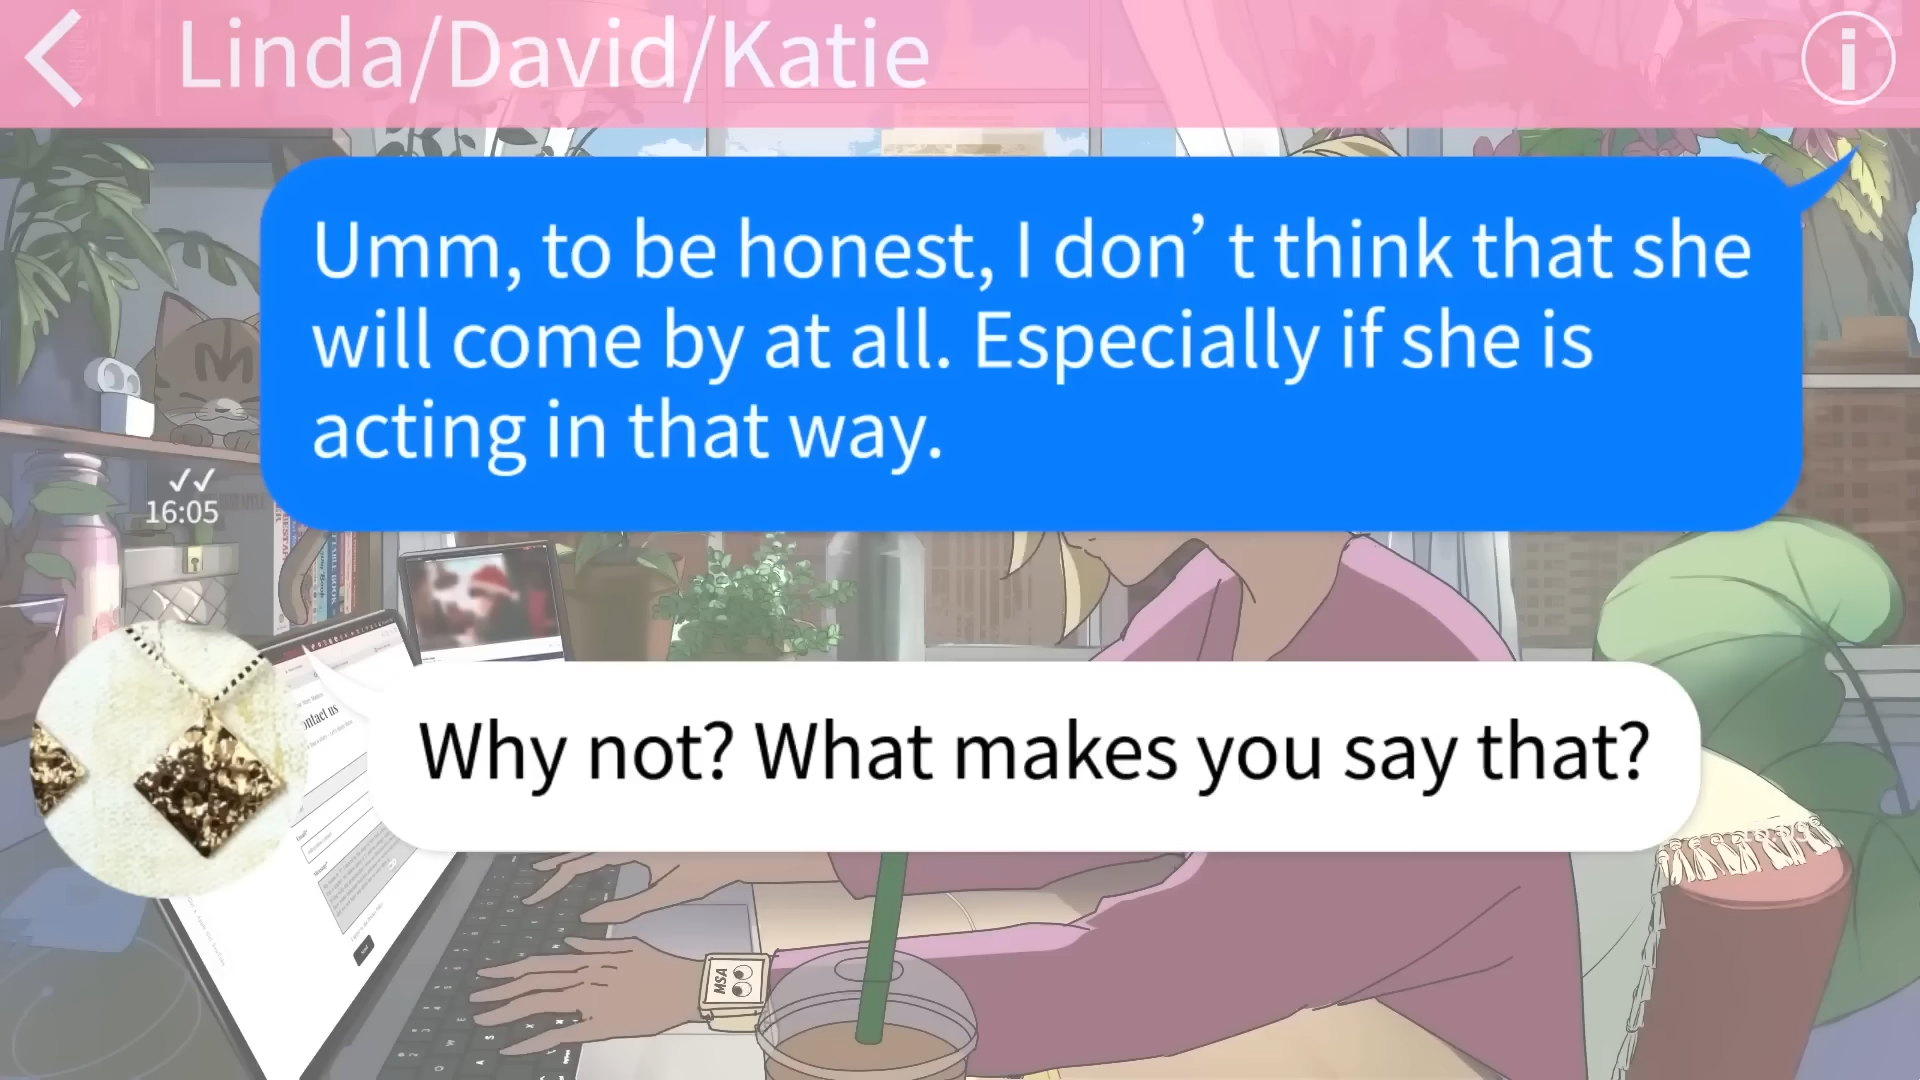 Linda/David/Katie
Umm, to be honest, I don’t think that she
will come by at all. Especially if she is
acting in that way.
16:05
Why not? What makes you say that?
MSA